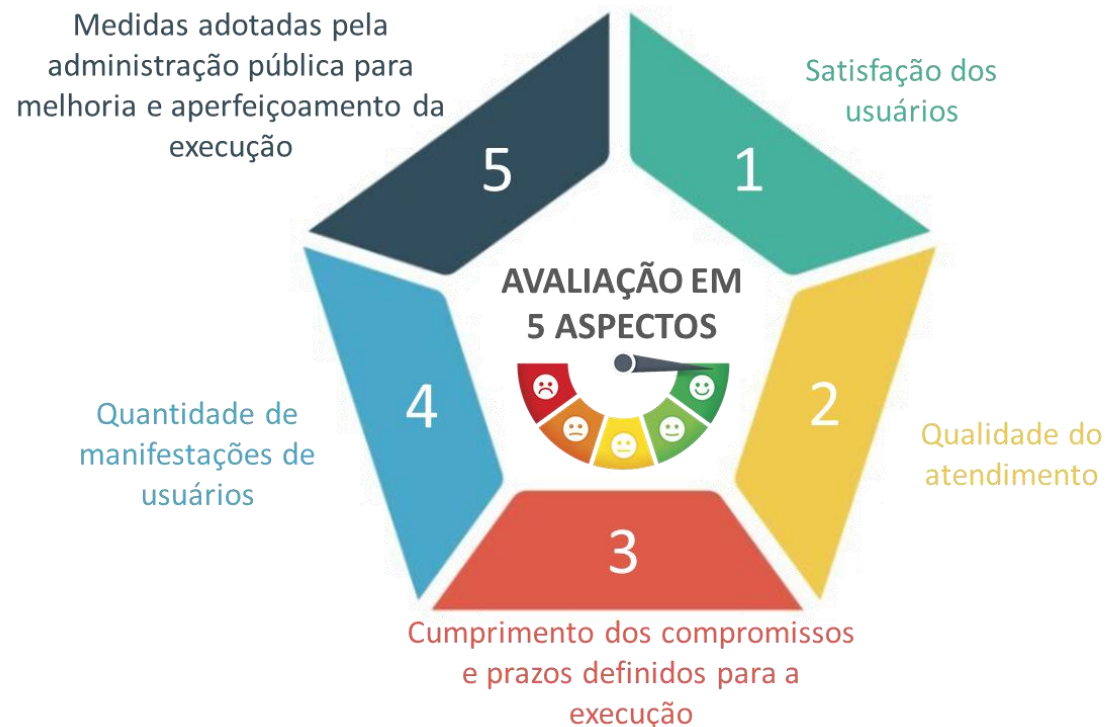 Medidas adotadas pela
administração pública para
melhoria e aperfeiçoamento da
execução
5
1
Satisfação dos
usuários
AVALIAÇÃO EM
5 ASPECTOS
4
2
Quantidade de
manifestações de
usuários
Qualidade do
atendimento
3
Cumprimento dos compromissos
e prazos definidos para a
execução